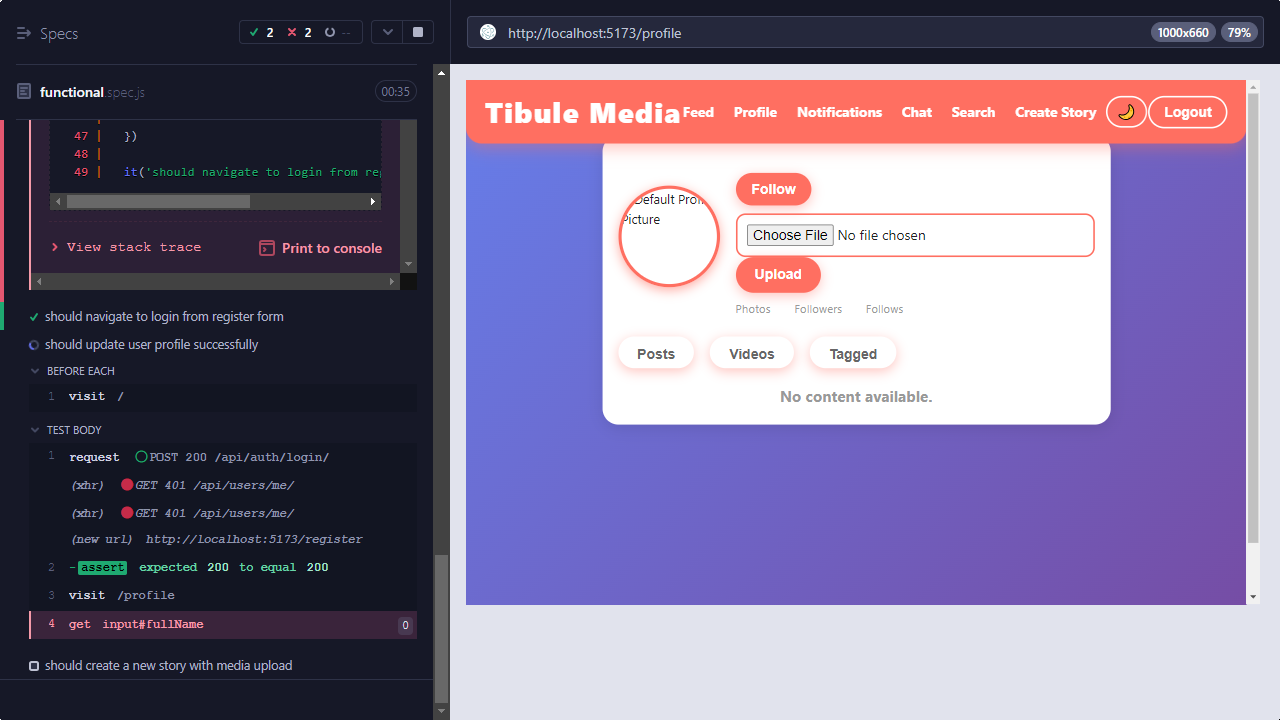 Specs
2
2
--
functional.spec.js
00:35
47 | })
48 |
49 | it('should navigate to login from reg
View stack trace
Print to console
should navigate to login from register form
should update user profile successfully
BEFORE EACH
1 visit /
TEST BODY
1 request POST 200 /api/auth/login/
(xhr) GET 401 /api/users/me/
(xhr) GET 401 /api/users/me/
(new url) http://localhost:5173/register
2 -assert expected 200 to equal 200
3 visit /profile
4 get input#fullName 0
should create a new story with media upload
http://localhost:5173/profile
1000x660
79%
Tibule Media
Feed
Profile
Notifications
Chat
Search
Create Story
Logout
Default Prof
Picture
Follow
Choose File No file chosen
Upload
Photos
Followers
Follows
Posts
Videos
Tagged
No content available.